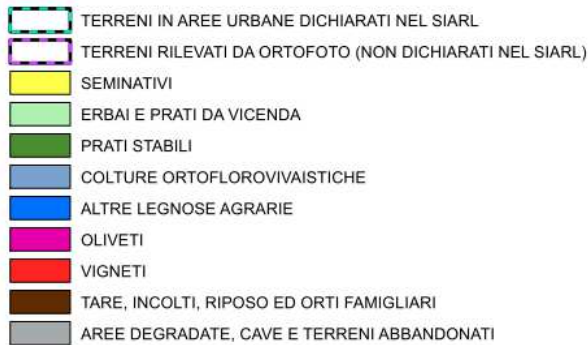 TERRENI IN AREE URBANE DICHIARATI NEL SIARL
TERRENI RILEVATI DA ORTOFOTO (NON DICHIARATI NEL SIARL)
SEMINATIVI
ERBAI E PRATI DA VICENDA
PRATI STABILI
COLTURE ORTOFLOROVIVAISTICHE
ALTRE LEGNOSE AGRARIE
OLIVETI
VIGNETI
TARE, INCOLTI, RIPOSO ED ORTI FAMIGLIARI
AREE DEGRADATE, CAVE E TERRENI ABBANDONATI